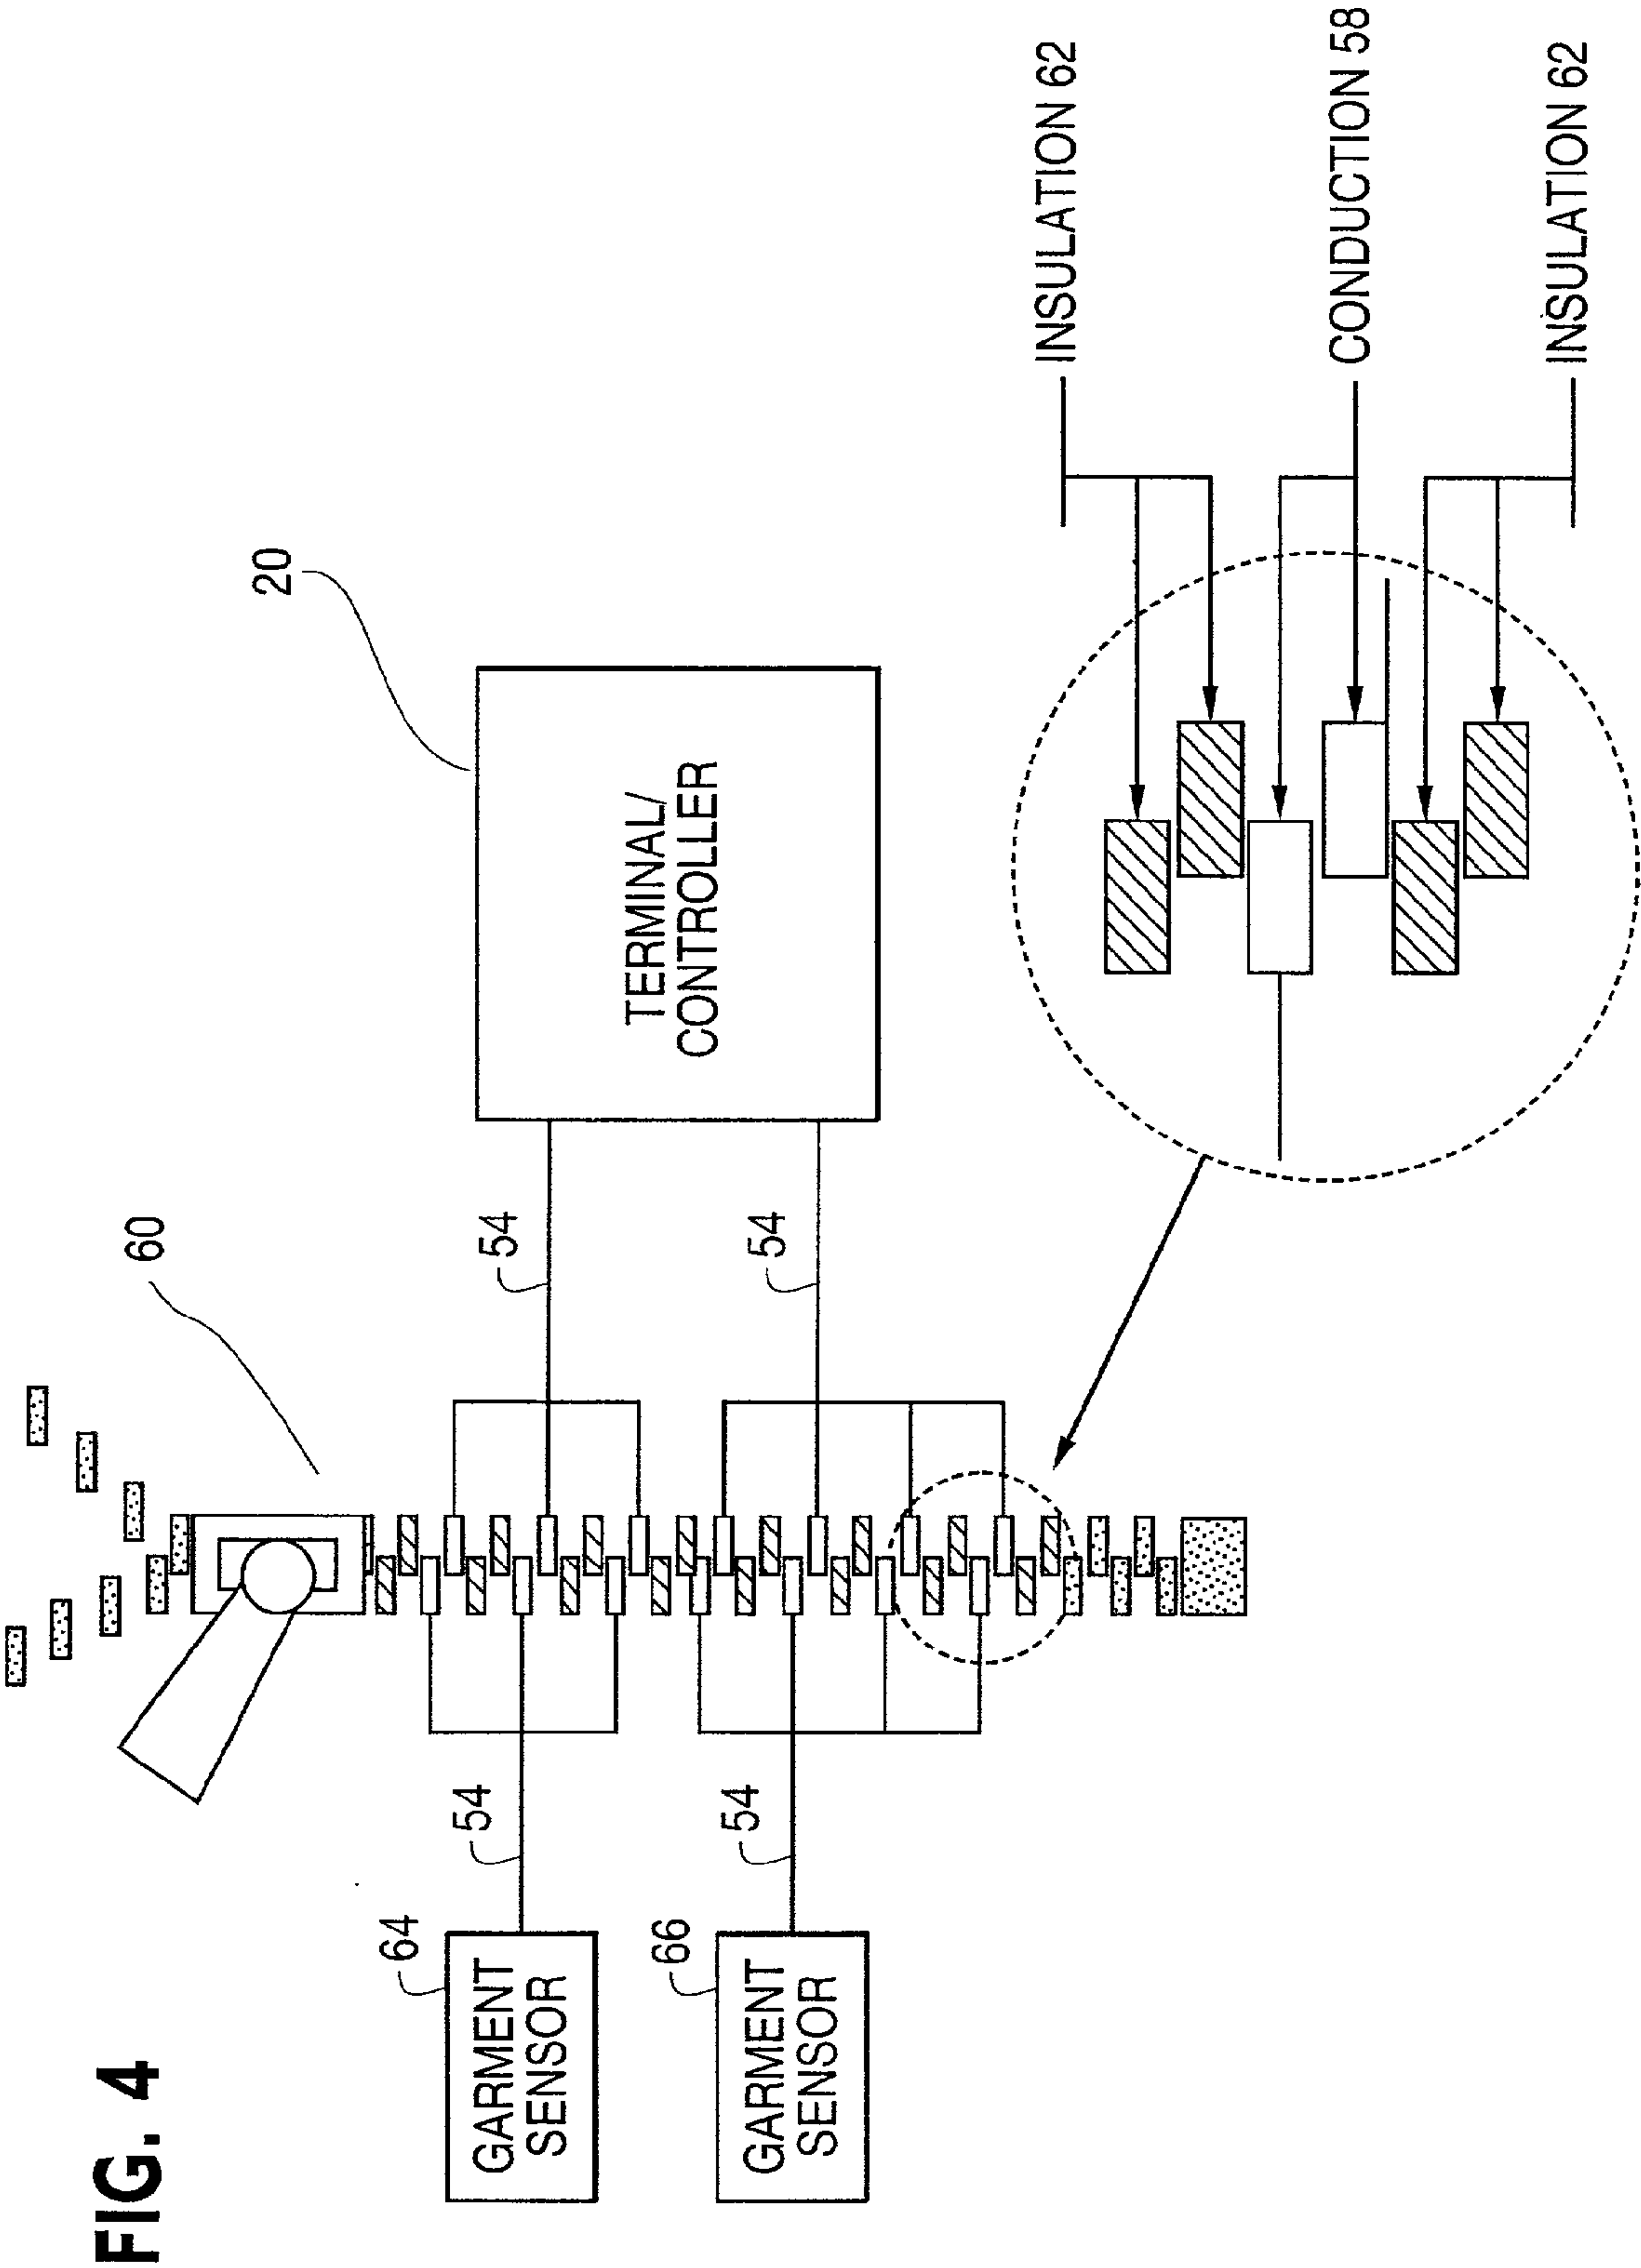 FIG. 4
64
GARMENT
SENSOR
54
66
GARMENT
SENSOR
54
60
54
54
20
TERMINAL/
CONTROLLER
INSULATION 62
CONDUCTION 58
INSULATION 62